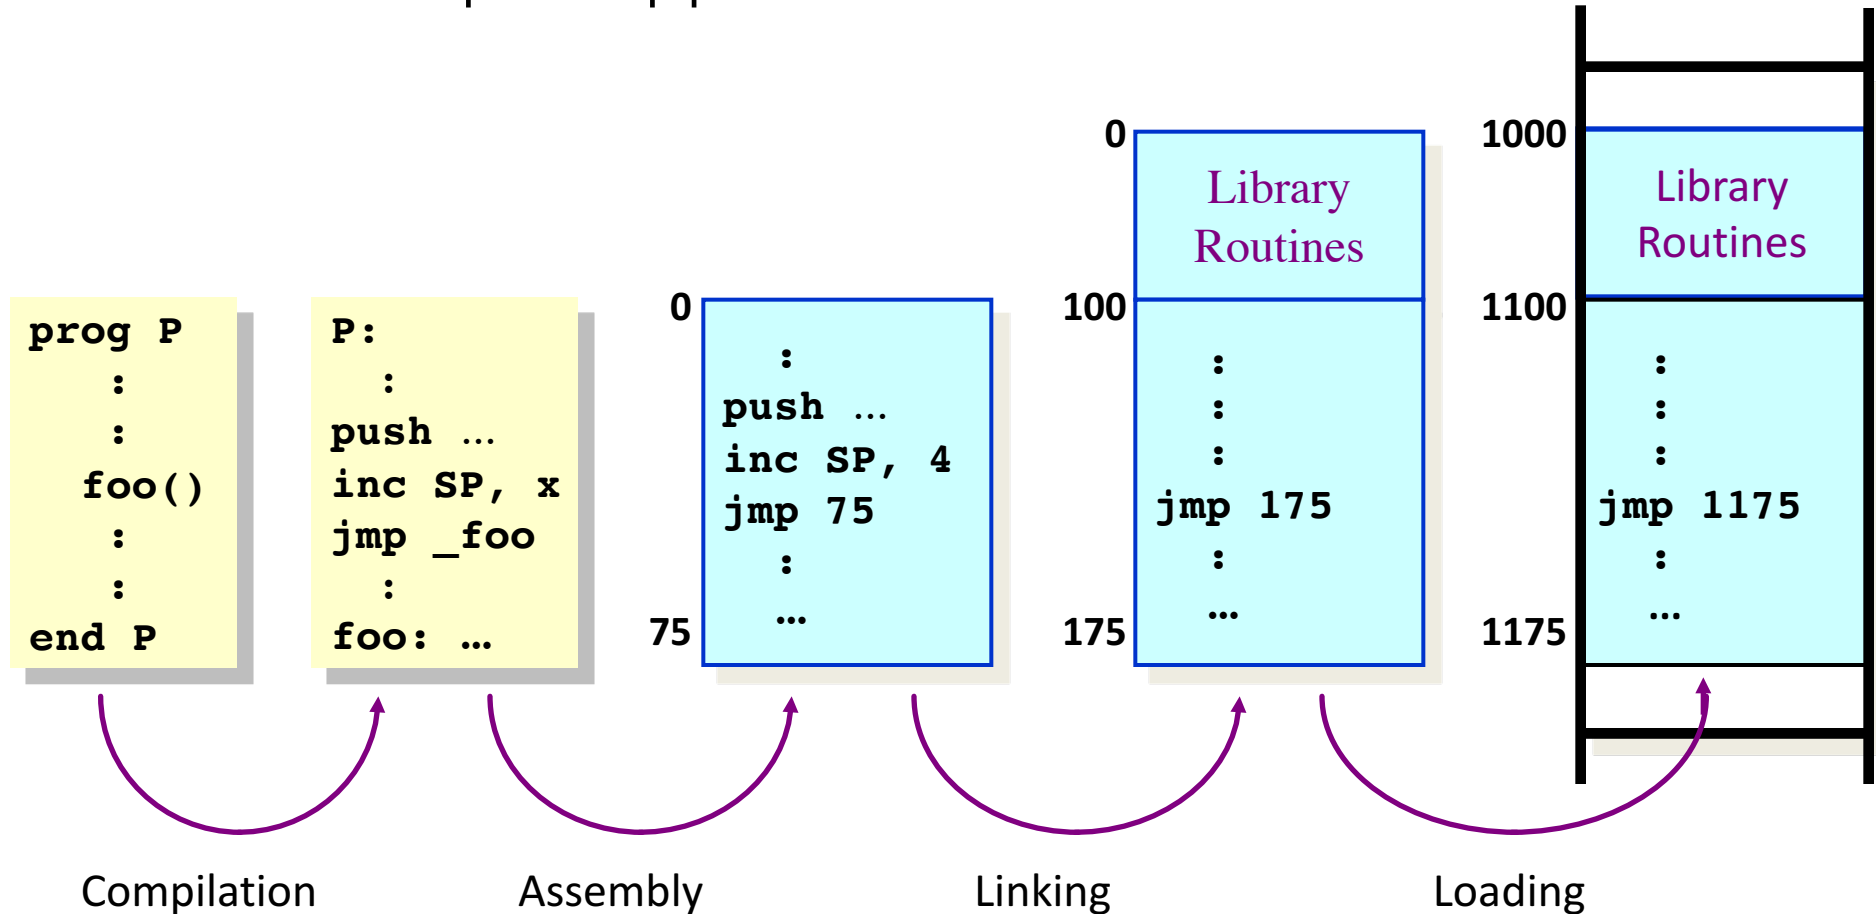 prog P
:
:
foo()
:
:
end P
P:
:
push …
inc SP, x
jmp _foo
:
foo: …
0
:
push …
inc SP, 4
jmp 75
:
…
75
0
Library
Routines
100
:
:
:
jmp 175
:
…
175
1000
Library
Routines
1100
:
:
:
jmp 1175
:
…
1175
Compilation
Assembly
Linking
Loading